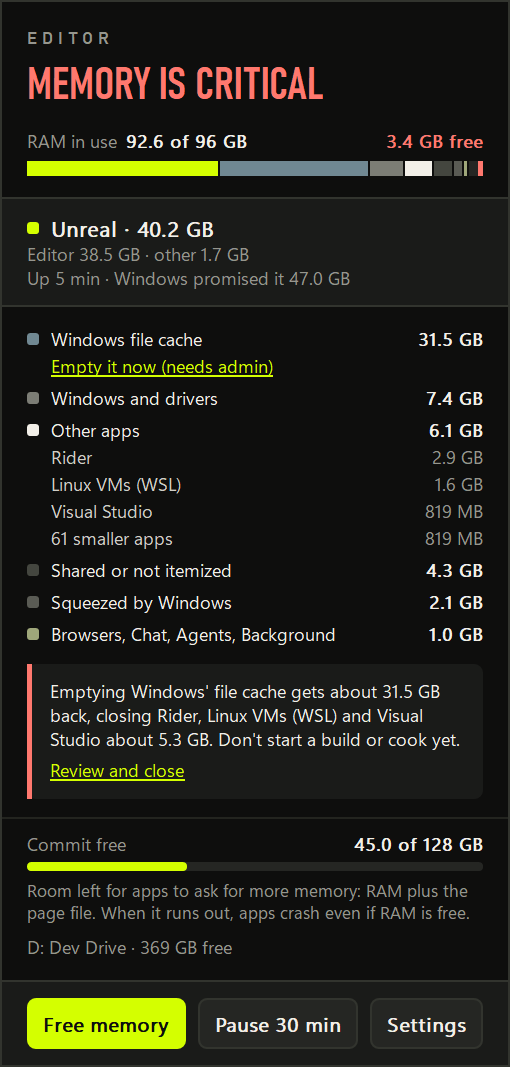 EDITOR
MEMORY IS CRITICAL
RAM in use 92.6 of 96 GB 3.4 GB free
Unreal · 40.2 GB
Editor 38.5 GB · other 1.7 GB
Up 5 min · Windows promised it 47.0 GB
Windows file cache 31.5 GB
Empty it now (needs admin)
Windows and drivers 7.4 GB
Other apps 6.1 GB
Rider 2.9 GB
Linux VMs (WSL) 1.6 GB
Visual Studio 819 MB
61 smaller apps 819 MB
Shared or not itemized 4.3 GB
Squeezed by Windows 2.1 GB
Browsers, Chat, Agents, Background 1.0 GB
Emptying Windows' file cache gets about 31.5 GB
back, closing Rider, Linux VMs (WSL) and Visual
Studio about 5.3 GB. Don't start a build or cook yet.
Review and close
Commit free 45.0 of 128 GB
Room left for apps to ask for more memory: RAM plus the
page file. When it runs out, apps crash even if RAM is free.
D: Dev Drive · 369 GB free
Free memory Pause 30 min Settings